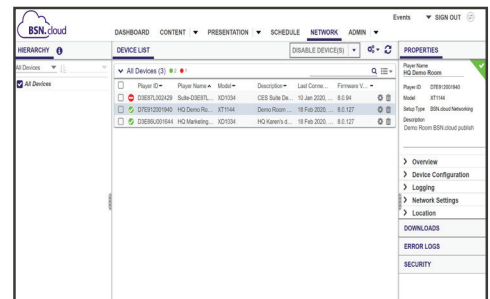 BSN.cloud
Events SIGN OUT
DASHBOARD CONTENT PRESENTATION SCHEDULE NETWORK ADMIN
HIERARCHY
All Devices
All Devices
DEVICE LIST DISABLE DEVICE(S)
All Devices (3) 2 1
Player ID Player Name Model Description Last Conne... Firmware V...
D3E87L002429 Suite-D3E87L... XD1034 CES Suite De... 10 Jan 2020, ... 8.0.94
D7E912001940 HQ Demo Ro... XT1144 Demo Room ... 18 Feb 2020, ... 8.0.127
D3E86U001644 HQ Marketing... XD1034 HQ Karen's d... 18 Feb 2020, ... 8.0.127
PROPERTIES
Player Name
HQ Demo Room
Player ID D7E912001940
Model XT1144
Setup Type BSN.cloud Networking
Description
Demo Room BSN.cloud publish
Overview
Device Configuration
Logging
Network Settings
Location
DOWNLOADS
ERROR LOGS
SECURITY